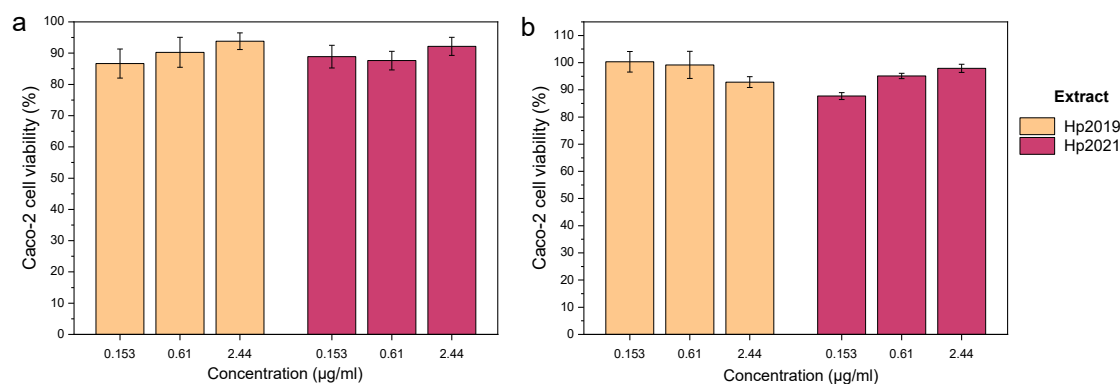 a
Caco-2 cell viability (%)
100
90
80
70
60
50
40
30
20
10
0
0.153 0.61 2.44 0.153 0.61 2.44
Concentration (µg/ml)
b
Caco-2 cell viability (%)
110
100
90
80
70
60
50
40
30
20
10
0
0.153 0.61 2.44 0.153 0.61 2.44
Concentration (µg/ml)
Extract
Hp2019
Hp2021